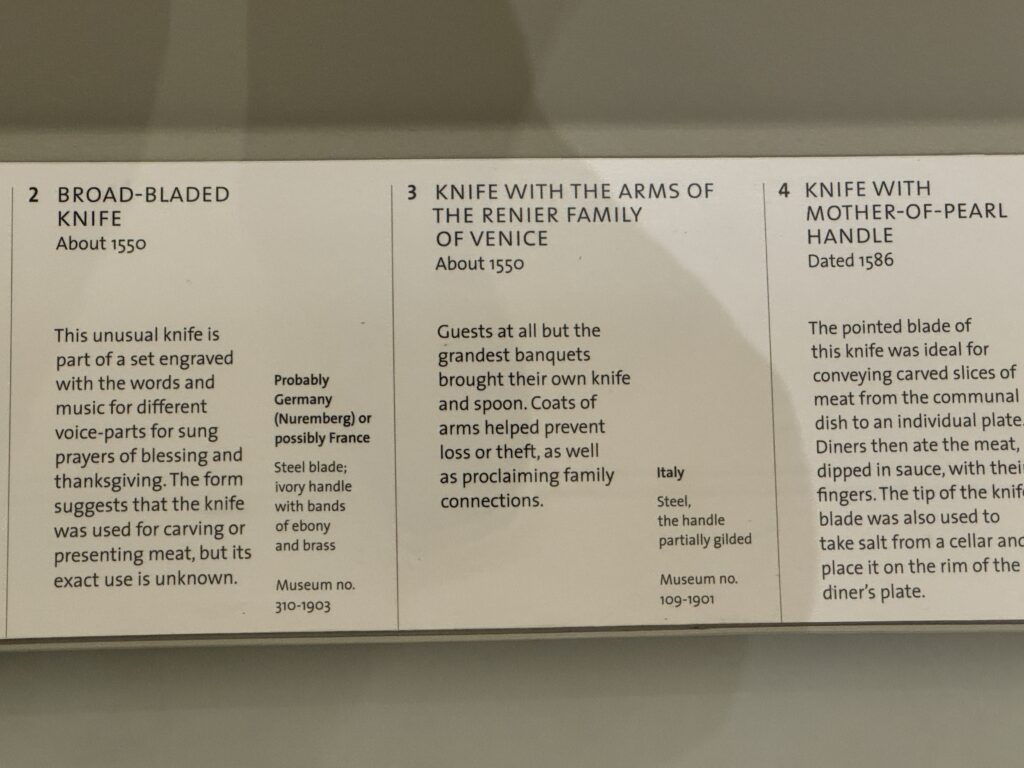 2 BROAD-BLADED
KNIFE
About 1550
This unusual knife is
part of a set engraved
with the words and
music for different
voice-parts for sung
prayers of blessing and
thanksgiving. The form
suggests that the knife
was used for carving or
presenting meat, but its
exact use is unknown.
Probably
Germany
(Nuremberg) or
possibly France
Steel blade;
ivory handle
with bands
of ebony
and brass
Museum no.
310-1903
3 KNIFE WITH THE ARMS OF
THE RENIER FAMILY
OF VENICE
About 1550
Guests at all but the
grandest banquets
brought their own knife
and spoon. Coats of
arms helped prevent
loss or theft, as well
as proclaiming family
connections.
Italy
Steel,
the handle
partially gilded
Museum no.
109-1901
4 KNIFE WITH
MOTHER-OF-PEARL
HANDLE
Dated 1586
The pointed blade of
this knife was ideal for
conveying carved slices of
meat from the communal
dish to an individual plate.
Diners then ate the meat,
dipped in sauce, with their
fingers. The tip of the knife
blade was also used to
take salt from a cellar and
place it on the rim of the
diner's plate.